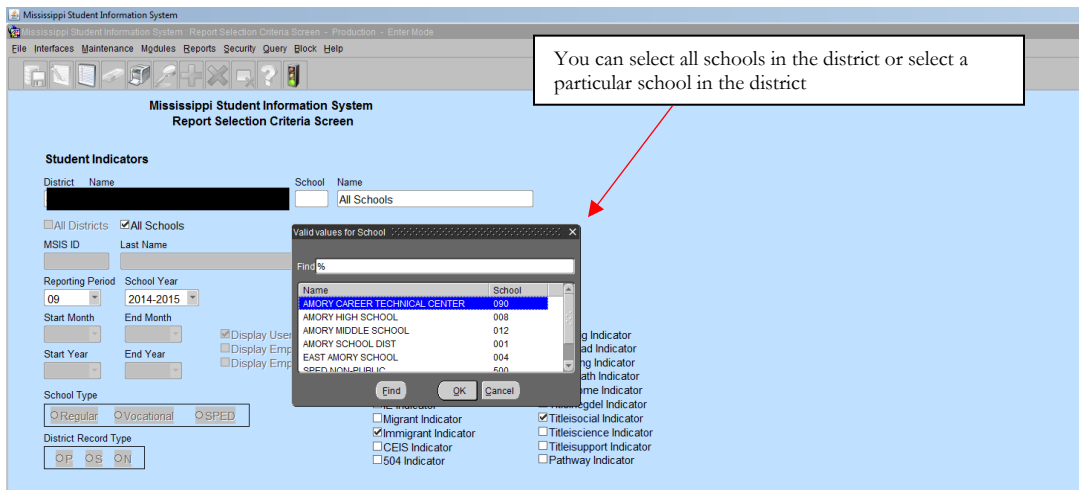 Mississippi Student Information System
Mississippi Student Information System : Report Selection Criteria Screen - Production - Enter Mode
File Interfaces Maintenance Modules Reports Security Query Block Help
You can select all schools in the district or select a
particular school in the district
Mississippi Student Information System
Report Selection Criteria Screen
Student Indicators
District Name School Name
All Schools
All Districts All Schools
MSIS ID Last Name
Reporting Period School Year
09 2014-2015
Start Month End Month
Display User
Display Emp
Start Year End Year
Display Emp
School Type
Regular Vocational SPED
District Record Type
P S N
Valid values for School
Find %
Name School
AMORY CAREER TECHNICAL CENTER 090
AMORY HIGH SCHOOL 008
AMORY MIDDLE SCHOOL 012
AMORY SCHOOL DIST 001
EAST AMORY SCHOOL 004
SPED NON-PUBLIC 500
Find OK Cancel
g Indicator
ad Indicator
ng Indicator
ath Indicator
ome Indicator
Indicator
Migrant Indicator Titleisocial Indicator
Immigrant Indicator Titleiscience Indicator
CEIS Indicator Titleisupport Indicator
504 Indicator Pathway Indicator